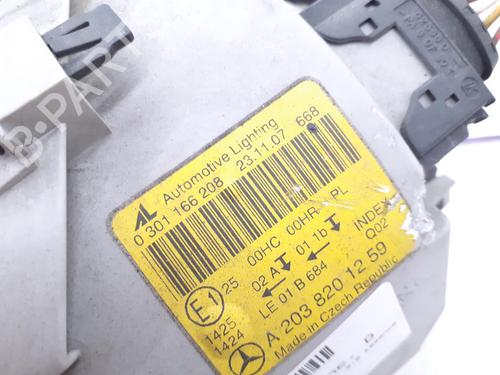 B-PARTS
AL Automotive Lighting
0 301 166 208 23.11.07 668
E1 25 00HC 00HR PL
02 A 01 1b INDEX
1425 LE 01 B 684 Q02
1424 A 203 820 12 59
Made in Czech Republic